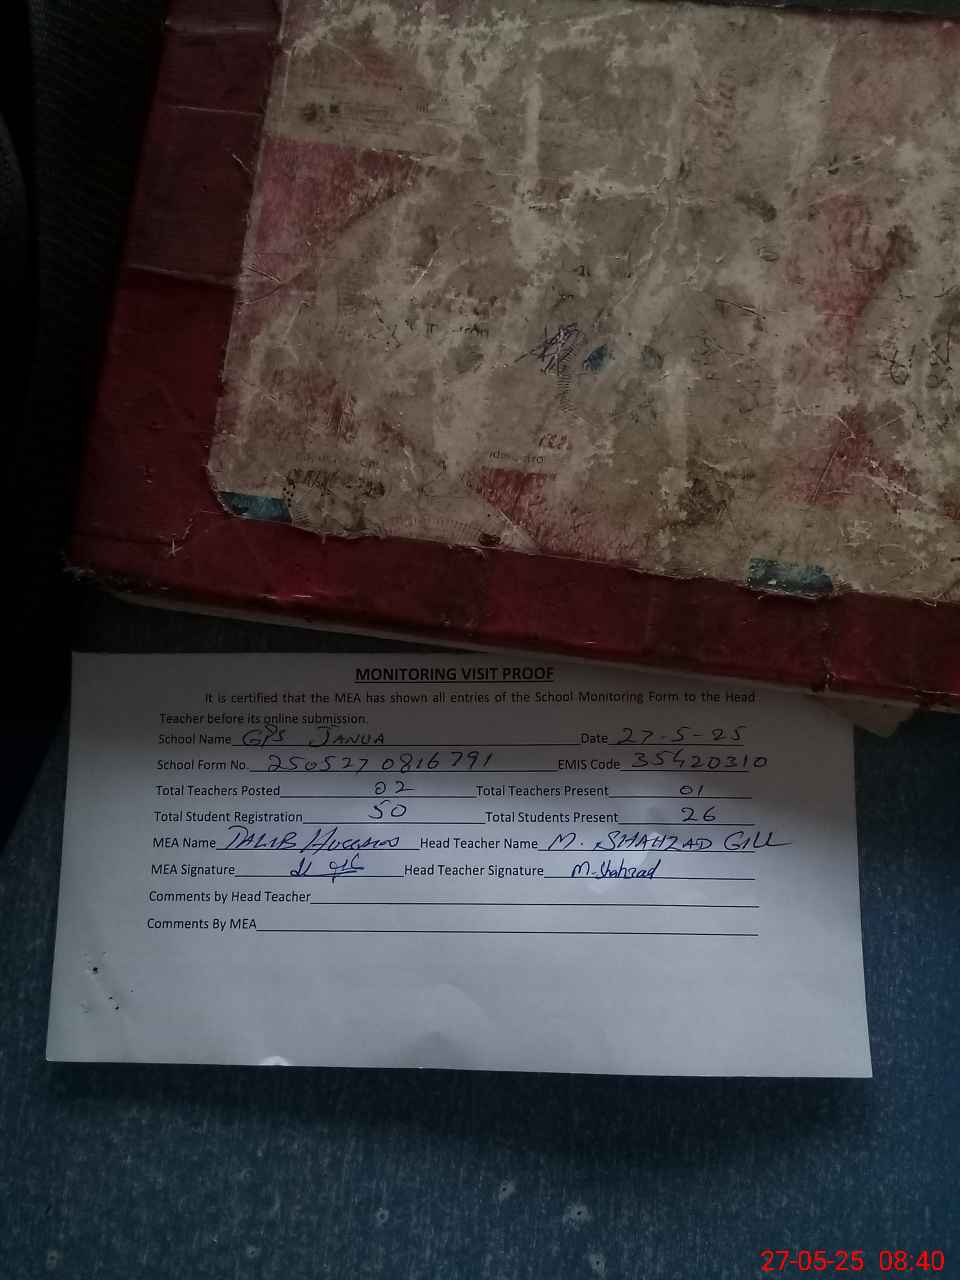 MONITORING VISIT PROOF
It is certified that the MEA has shown all entries of the School Monitoring Form to the Head
Teacher before its online submission.
School Name GPS JANUA Date 27-5-25
School Form No. 2505270816791 EMIS Code 35420310
Total Teachers Posted 02 Total Teachers Present 01
Total Student Registration 50 Total Students Present 26
MEA Name TALIB HUSSAIN Head Teacher Name M. SHAHZAD GILL
MEA Signature Head Teacher Signature M-Shahzad
Comments by Head Teacher
Comments By MEA
27-05-25 08:40